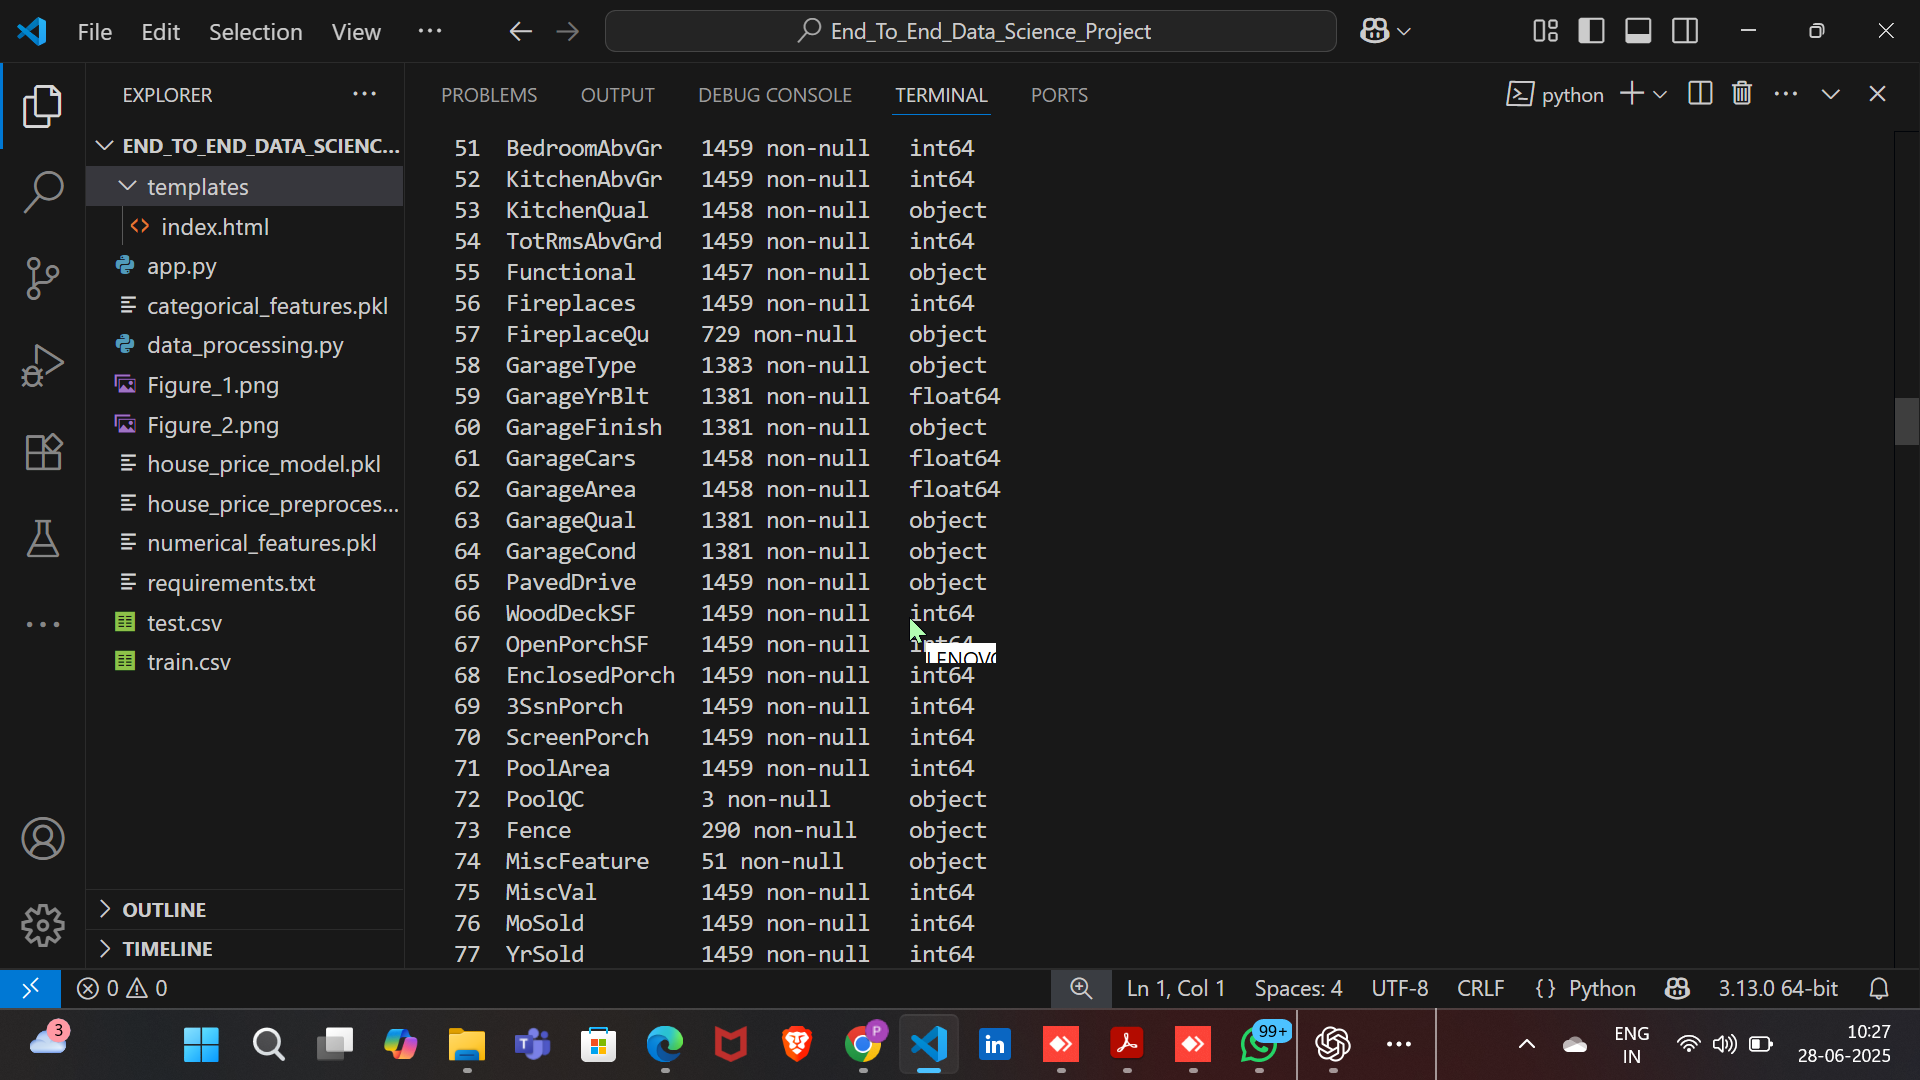 File Edit Selection View ... End_To_End_Data_Science_Project
EXPLORER ... PROBLEMS OUTPUT DEBUG CONSOLE TERMINAL PORTS python
END_TO_END_DATA_SCIENC...
templates
index.html
app.py
categorical_features.pkl
data_processing.py
Figure_1.png
Figure_2.png
house_price_model.pkl
house_price_preproces...
numerical_features.pkl
requirements.txt
test.csv
train.csv
OUTLINE
TIMELINE
51 BedroomAbvGr 1459 non-null int64
52 KitchenAbvGr 1459 non-null int64
53 KitchenQual 1458 non-null object
54 TotRmsAbvGrd 1459 non-null int64
55 Functional 1457 non-null object
56 Fireplaces 1459 non-null int64
57 FireplaceQu 729 non-null object
58 GarageType 1383 non-null object
59 GarageYrBlt 1381 non-null float64
60 GarageFinish 1381 non-null object
61 GarageCars 1458 non-null float64
62 GarageArea 1458 non-null float64
63 GarageQual 1381 non-null object
64 GarageCond 1381 non-null object
65 PavedDrive 1459 non-null object
66 WoodDeckSF 1459 non-null int64
67 OpenPorchSF 1459 non-null int64
68 EnclosedPorch 1459 non-null int64
69 3SsnPorch 1459 non-null int64
70 ScreenPorch 1459 non-null int64
71 PoolArea 1459 non-null int64
72 PoolQC 3 non-null object
73 Fence 290 non-null object
74 MiscFeature 51 non-null object
75 MiscVal 1459 non-null int64
76 MoSold 1459 non-null int64
77 YrSold 1459 non-null int64
0 0 Ln 1, Col 1 Spaces: 4 UTF-8 CRLF {} Python 3.13.0 64-bit
3 P 99+ ENG 10:27
IN 28-06-2025